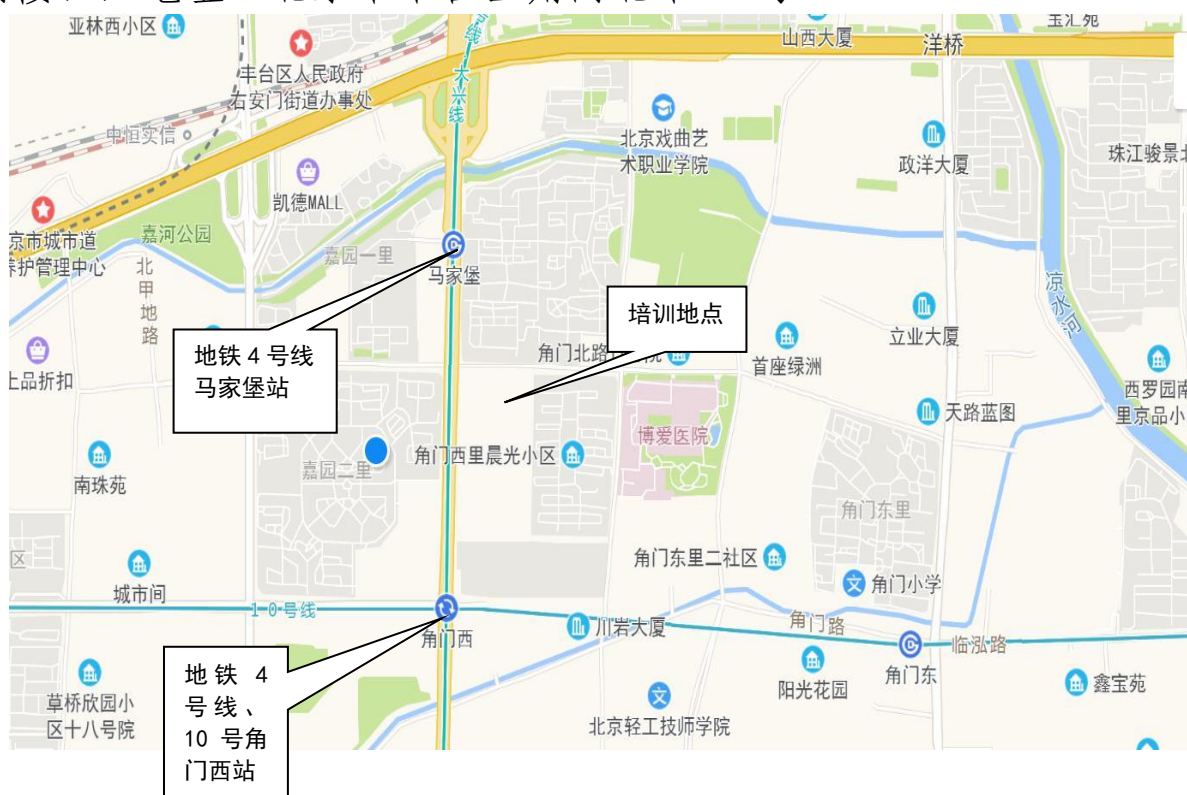 亚林西小区
丰台区人民政府
右安门街道办事处
号线
大兴线
山西大厦
洋桥
宝汇苑
中恒实信
北京戏曲艺
术职业学院
政洋大厦
珠江骏景北
凯德MALL
京市城市道
养护管理中心
嘉河公园
北甲地路
嘉园一里
马家堡
凉水河
培训地点
地铁 4 号线
马家堡站
角门北路
院
首座绿洲
立业大厦
上品折扣
西罗园南
里京品小
天路蓝图
博爱医院
角门西里晨光小区
嘉园二里
南珠苑
角门东里
区
城市间
角门东里二社区
角门小学
10号线
角门西
川岩大厦
角门路
角门东
临泓路
地 铁 4
号 线 、
10 号角
门西站
草桥欣园小
区十八号院
阳光花园
鑫宝苑
北京轻工技师学院